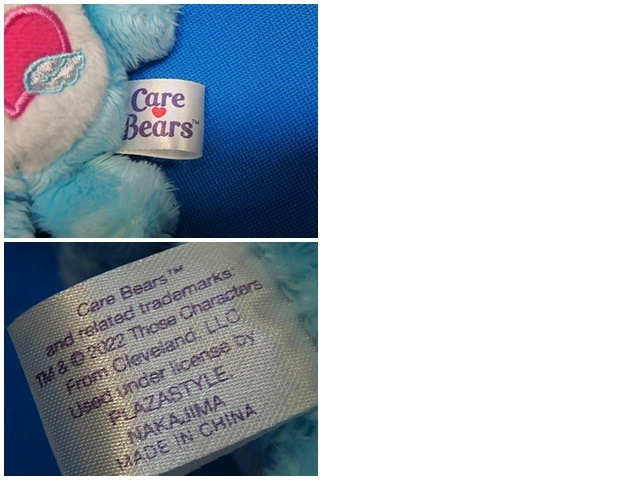 Care
Bears™
Care Bears™
and related trademarks
TM & © 2022 Those Characters
From Cleveland, LLC
Used under license by
PLAZASTYLE
NAKAJIMA
MADE IN CHINA